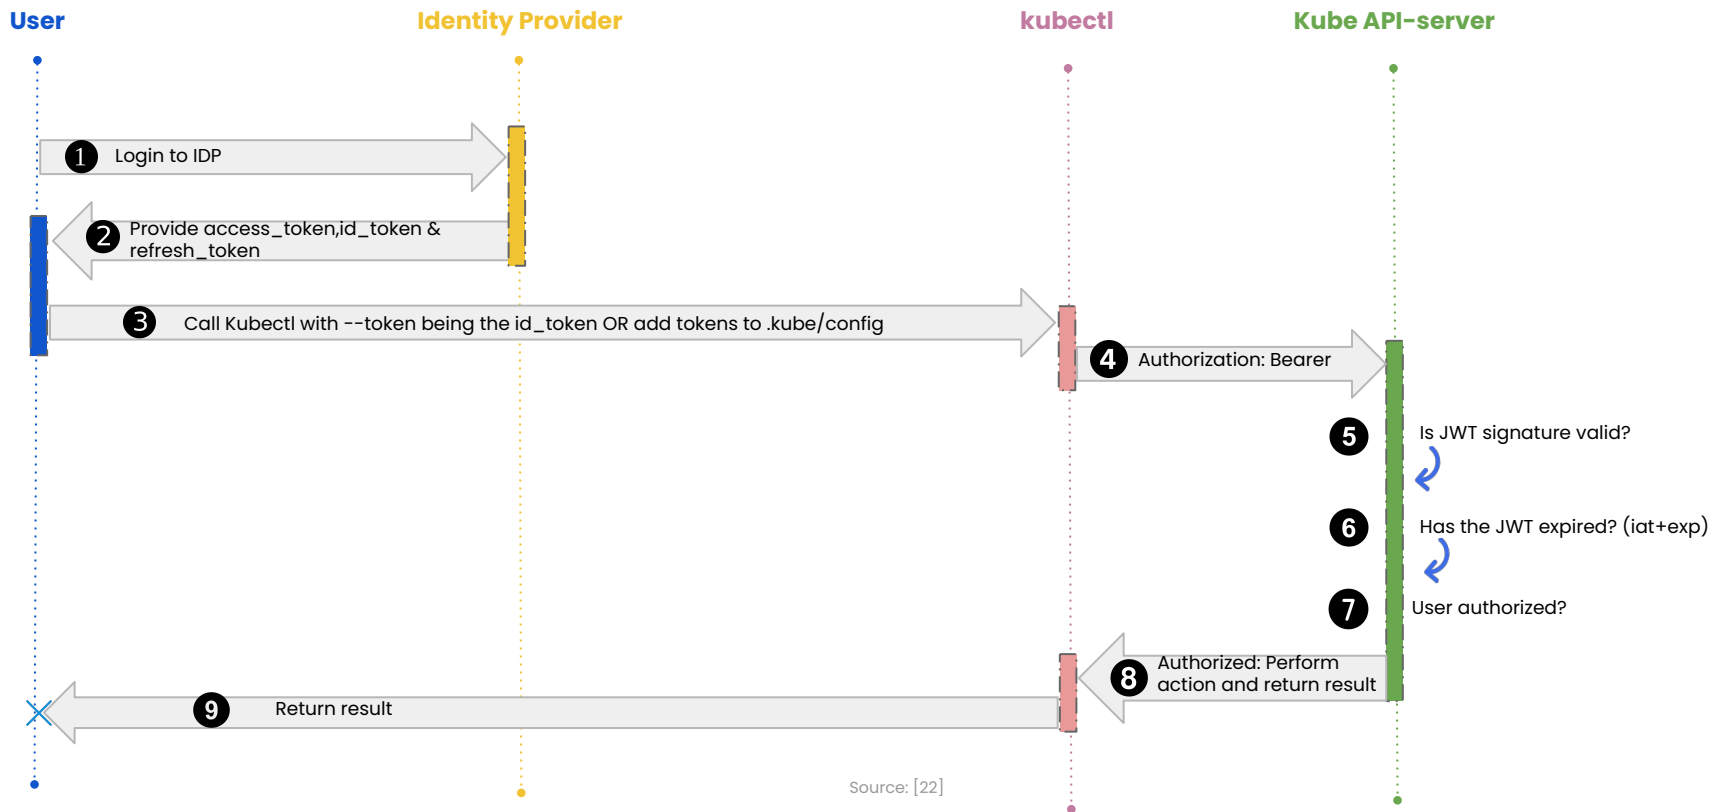 User
Identity Provider
kubectl
Kube API-server
1 Login to IDP
2 Provide access_token,id_token &
refresh_token
3 Call Kubectl with --token being the id_token OR add tokens to .kube/config
4 Authorization: Bearer
5 Is JWT signature valid?
6 Has the JWT expired? (iat+exp)
7 User authorized?
8 Authorized: Perform
action and return result
9 Return result
Source: [22]